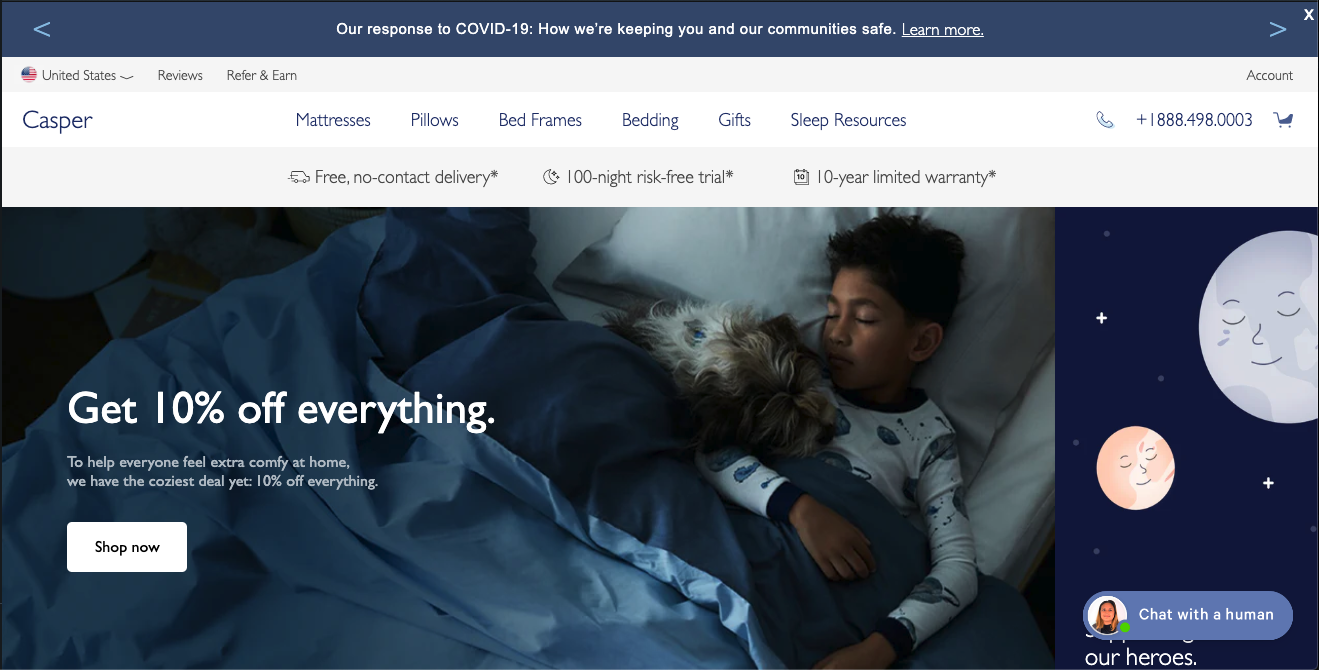 Our response to COVID-19: How we're keeping you and our communities safe. Learn more.
X
United States
Reviews
Refer & Earn
Account
Casper
Mattresses
Pillows
Bed Frames
Bedding
Gifts
Sleep Resources
+1888.498.0003
Free, no-contact delivery*
100-night risk-free trial*
10
10-year limited warranty*
Get 10% off everything.
To help everyone feel extra comfy at home,
we have the coziest deal yet: 10% off everything.
Shop now
Chat with a human
our heroes.